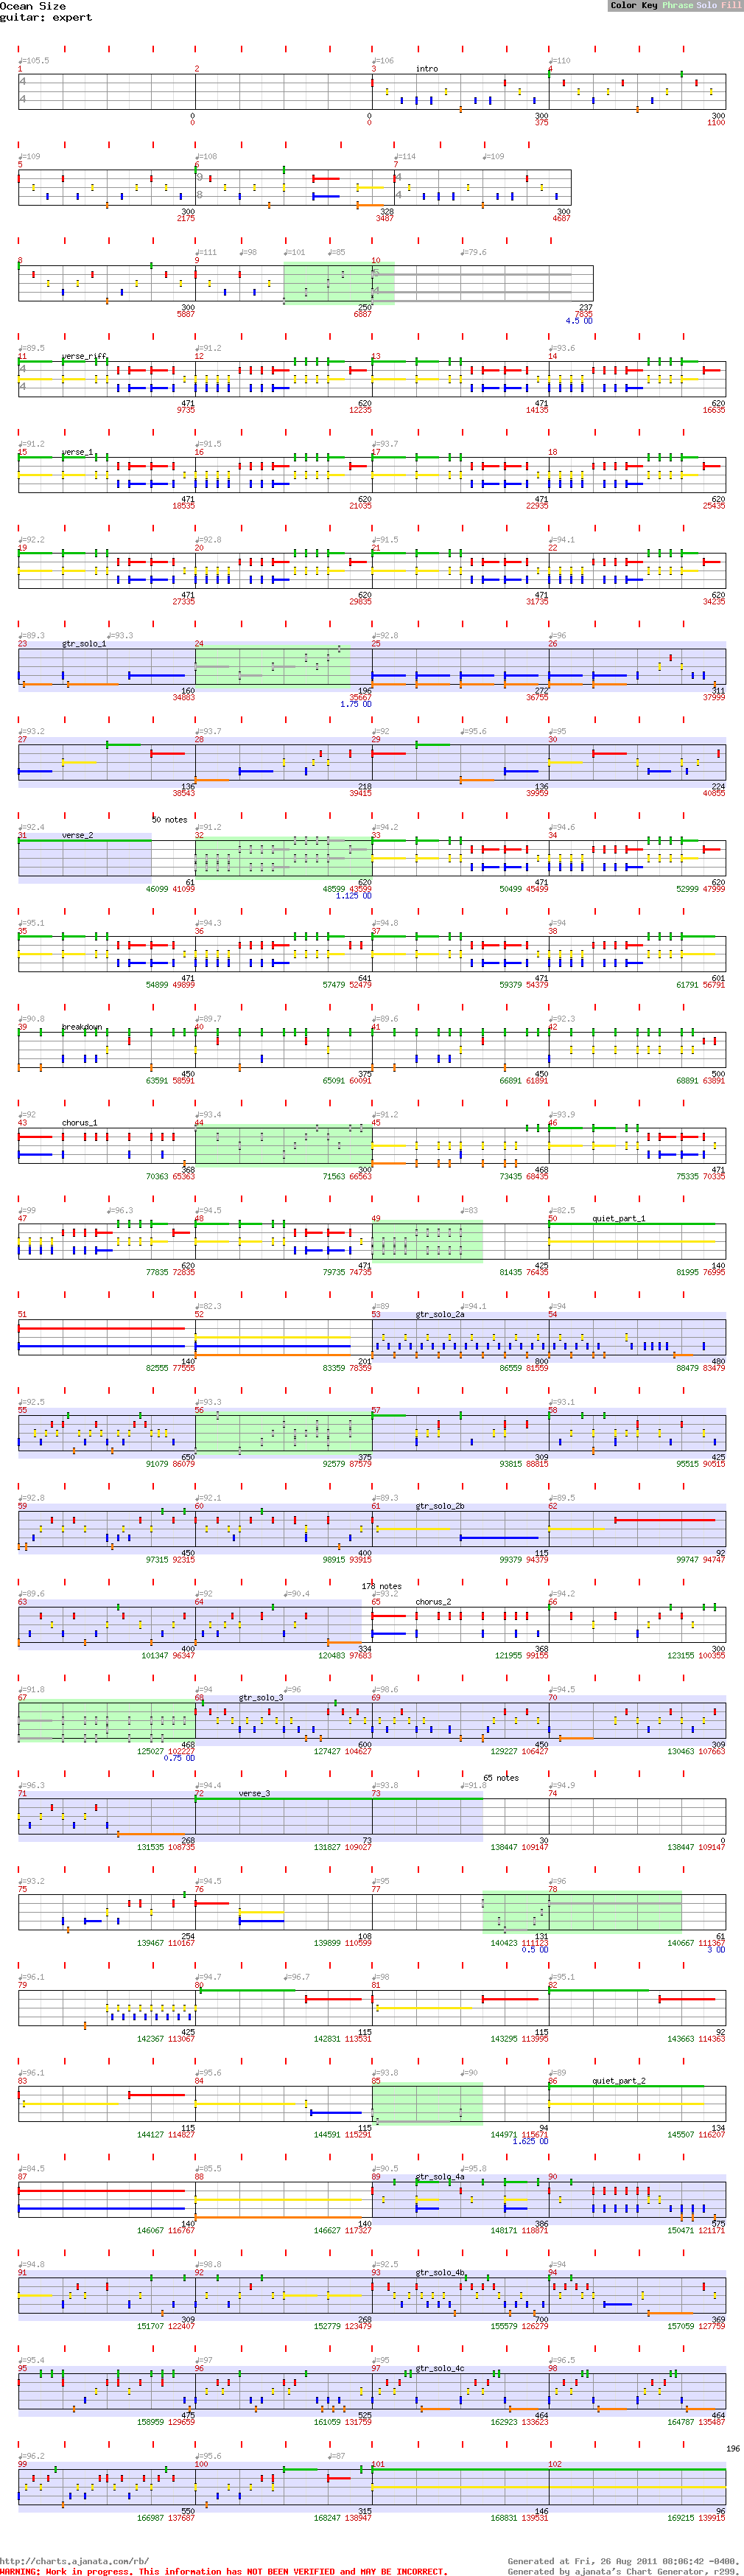 Ocean Size
guitar: expert
Color Key Phrase Solo Fill
♩=105.5 ♩=106 ♩=110
1 2 3 intro 4
4
4
0 0 300 300
0 0 375 1100
♩=109 ♩=108 ♩=114 ♩=109
5 6 7
9 4
8 4
300 328 300
2175 3487 4687
♩=111 ♩=98 ♩=101 ♩=85 ♩=79.6
8 9 10
5
4
300 250 237
5887 6887 7835
4.5 OD
♩=89.5 ♩=91.2 ♩=93.6
11 verse_riff 12 13 14
4
4
471 620 471 620
9735 12235 14135 16635
♩=91.2 ♩=91.5 ♩=93.7
15 verse_1 16 17 18
471 620 471 620
18535 21035 22935 25435
♩=92.2 ♩=92.8 ♩=91.5 ♩=94.1
19 20 21 22
471 620 471 620
27335 29835 31735 34235
♩=89.3 ♩=93.3 ♩=92.8 ♩=96
23 gtr_solo_1 24 25 26
160 196 272 311
34883 35667 36755 37999
1.75 OD
♩=93.2 ♩=93.7 ♩=92 ♩=95.6 ♩=95
27 28 29 30
136 218 136 224
38543 39415 39959 40855
50 notes
♩=92.4 ♩=91.2 ♩=94.2 ♩=94.6
31 verse_2 32 33 34
61 620 471 620
46099 41099 48599 43599 50499 45499 52999 47999
1.125 OD
♩=95.1 ♩=94.3 ♩=94.8 ♩=94
35 36 37 38
471 641 471 601
54899 49899 57479 52479 59379 54379 61791 56791
♩=90.8 ♩=89.7 ♩=89.6 ♩=92.3
39 breakdown 40 41 42
450 375 450 500
63591 58591 65091 60091 66891 61891 68891 63891
♩=92 ♩=93.4 ♩=91.2 ♩=93.9
43 chorus_1 44 45 46
368 300 468 471
70363 65363 71563 66563 73435 68435 75335 70335
♩=99 ♩=96.3 ♩=94.5 ♩=83 ♩=82.5
47 48 49 50 quiet_part_1
620 471 425 140
77835 72835 79735 74735 81435 76435 81995 76995
♩=82.3 ♩=89 ♩=94.1 ♩=94
51 52 53 gtr_solo_2a 54
140 201 800 480
82555 77555 83359 78359 86559 81559 88479 83479
♩=92.5 ♩=93.3 ♩=93.1
55 56 57 58
650 375 309 425
91079 86079 92579 87579 93815 88815 95515 90515
♩=92.8 ♩=92.1 ♩=89.3 ♩=89.5
59 60 61 gtr_solo_2b 62
450 400 115 92
97315 92315 98915 93915 99379 94379 99747 94747
178 notes
♩=89.6 ♩=92 ♩=90.4 ♩=93.2 ♩=94.2
63 64 65 chorus_2 66
400 334 368 300
101347 96347 120483 97683 121955 99155 123155 100355
♩=91.8 ♩=94 ♩=96 ♩=98.6 ♩=94.5
67 68 gtr_solo_3 69 70
468 600 450 309
125027 102227 127427 104627 129227 106427 130463 107663
0.75 OD
65 notes
♩=96.3 ♩=94.4 ♩=93.8 ♩=91.8 ♩=94.9
71 72 verse_3 73 74
268 73 30 0
131535 108735 131827 109027 138447 109147 138447 109147
♩=93.2 ♩=94.5 ♩=95 ♩=96
75 76 77 78
254 108 131 61
139467 110167 139899 110599 140423 111123 140667 111367
0.5 OD 3 OD
♩=96.1 ♩=94.7 ♩=96.7 ♩=98 ♩=95.1
79 80 81 82
425 115 115 92
142367 113067 142831 113531 143295 113995 143663 114363
♩=96.1 ♩=95.6 ♩=93.8 ♩=90 ♩=89
83 84 85 86 quiet_part_2
115 115 94 134
144127 114827 144591 115291 144971 115671 145507 116207
1.625 OD
♩=84.5 ♩=85.5 ♩=90.5 ♩=95.8
87 88 89 gtr_solo_4a 90
140 140 386 575
146067 116767 146627 117327 148171 118871 150471 121171
♩=94.8 ♩=98.8 ♩=92.5 ♩=94
91 92 93 gtr_solo_4b 94
309 268 700 369
151707 122407 152779 123479 155579 126279 157059 127759
♩=95.4 ♩=97 ♩=95 ♩=96.5
95 96 97 gtr_solo_4c 98
475 525 464 464
158959 129659 161059 131759 162923 133623 164787 135487
196
♩=96.2 ♩=95.6 ♩=87
99 100 101 102
550 315 146 96
166987 137687 168247 138947 168831 139531 169215 139915
http://charts.ajanata.com/rb/ Generated at Fri, 26 Aug 2011 08:06:42 -0400.
WARNING: Work in progress. This information has NOT BEEN VERIFIED and MAY BE INCORRECT. Generated by ajanata's Chart Generator, r299.